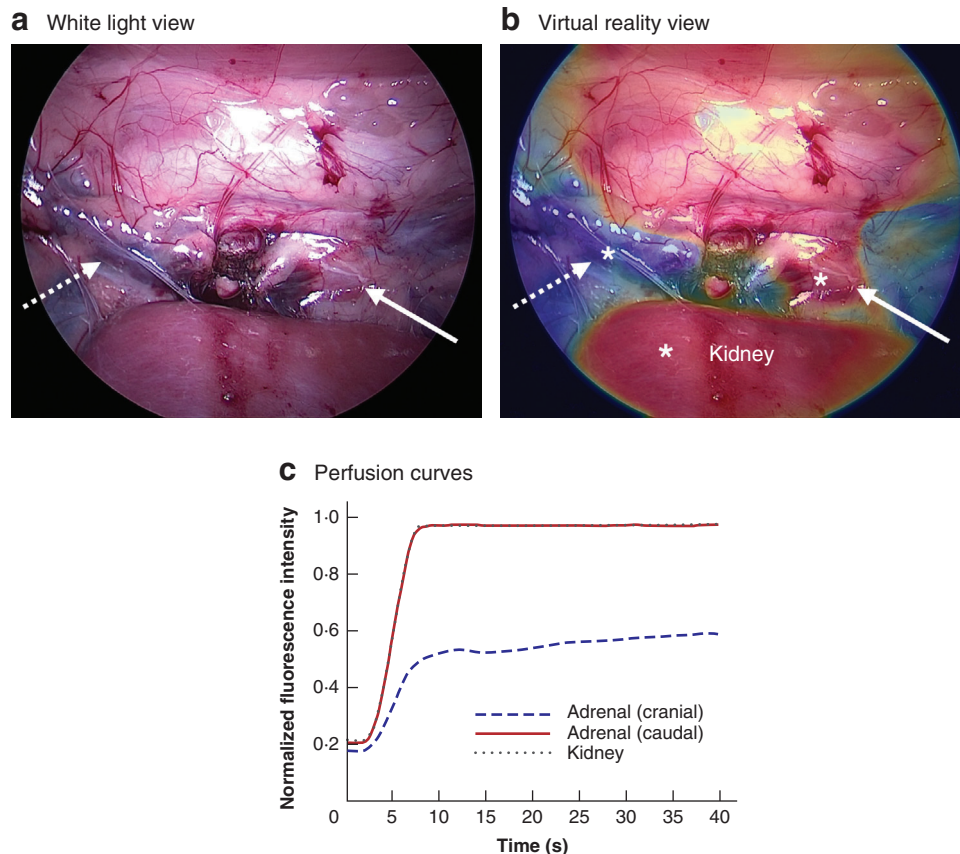 a White light view
b Virtual reality view
*
*
* Kidney
c Perfusion curves
Normalized fluorescence intensity
1·0
0·8
0·6
0·4
0·2
0 5 10 15 20 25 30 35 40
Time (s)
Adrenal (cranial)
Adrenal (caudal)
Kidney